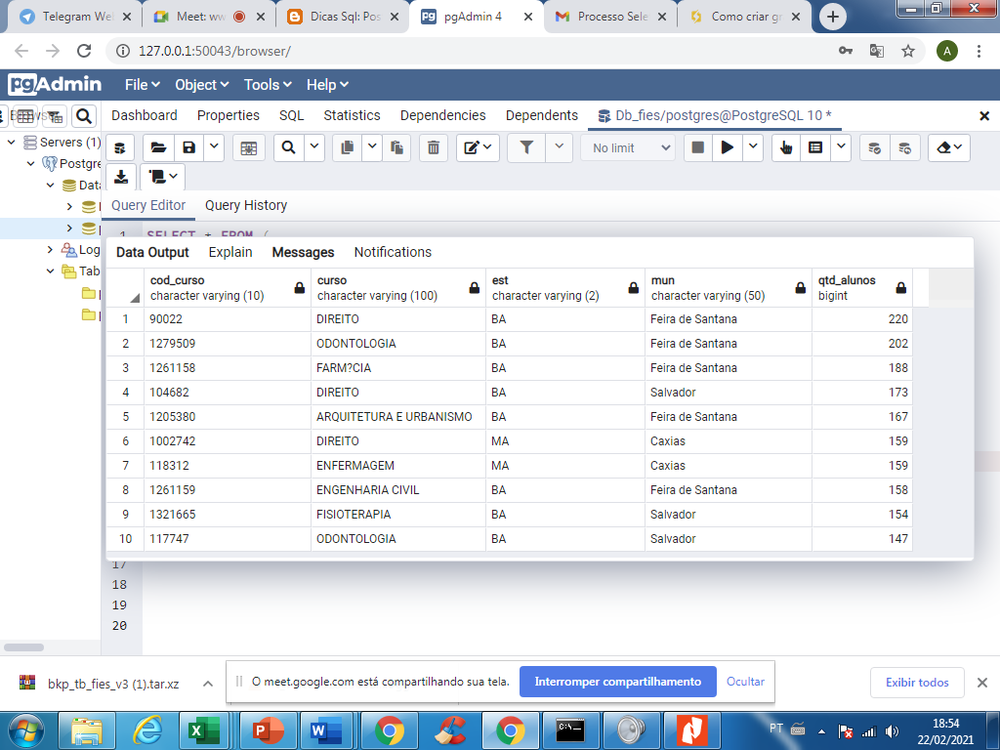 Telegram We
Meet: ww
Dicas Sql: Pos
pgAdmin 4
Processo Sele
Como criar gr
127.0.0.1:50043/browser/
A
pgAdmin
File
Object
Tools
Help
Dashboard
Properties
SQL
Statistics
Dependencies
Dependents
Db_fies/postgres@PostgreSQL 10 *
Servers (1)
Postgre
Data
Log
Tab
No limit
Query Editor
Query History
1 SELECT * FROM (
Data Output
Explain
Messages
Notifications
cod_curso curso est mun qtd_alunos
character varying (10) character varying (100) character varying (2) character varying (50) bigint
1 90022 DIREITO BA Feira de Santana 220
2 1279509 ODONTOLOGIA BA Feira de Santana 202
3 1261158 FARM?CIA BA Feira de Santana 188
4 104682 DIREITO BA Salvador 173
5 1205380 ARQUITETURA E URBANISMO BA Feira de Santana 167
6 1002742 DIREITO MA Caxias 159
7 118312 ENFERMAGEM MA Caxias 159
8 1261159 ENGENHARIA CIVIL BA Feira de Santana 158
9 1321665 FISIOTERAPIA BA Salvador 154
10 117747 ODONTOLOGIA BA Salvador 147
17
18
19
20
bkp_tb_fies_v3 (1).tar.xz
O meet.google.com está compartilhando sua tela.
Interromper compartilhamento
Ocultar
Exibir todos
PT
18:54
22/02/2021